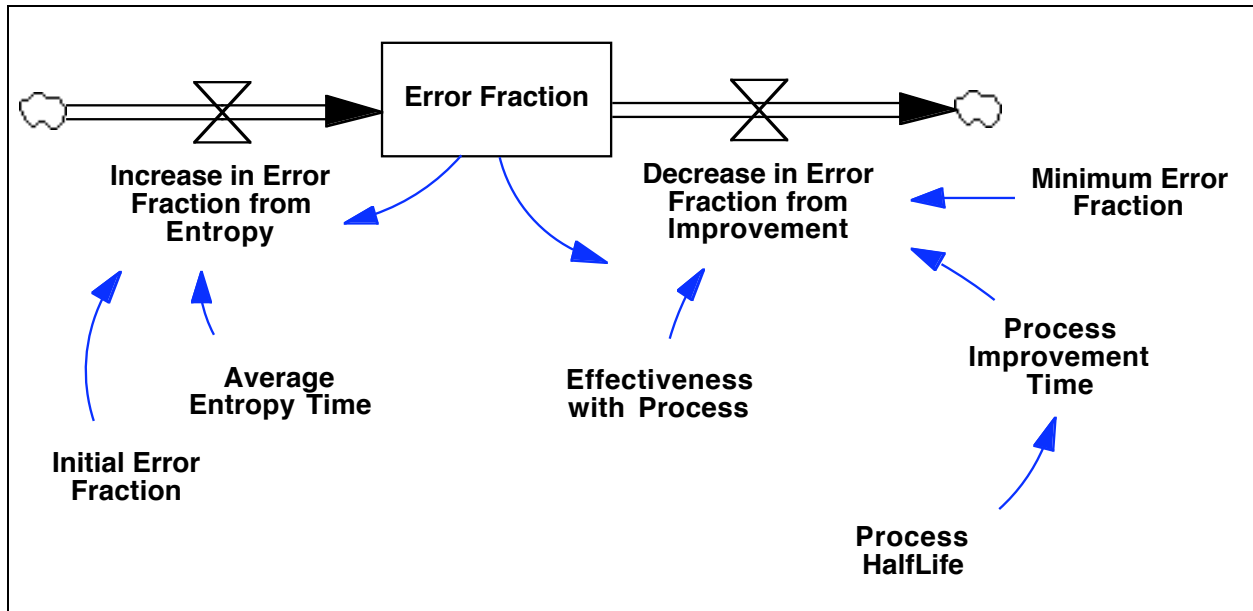 Error Fraction
Increase in Error
Fraction from
Entropy
Decrease in Error
Fraction from
Improvement
Minimum Error
Fraction
Process
Improvement
Time
Average
Entropy Time
Effectiveness
with Process
Initial Error
Fraction
Process
HalfLife